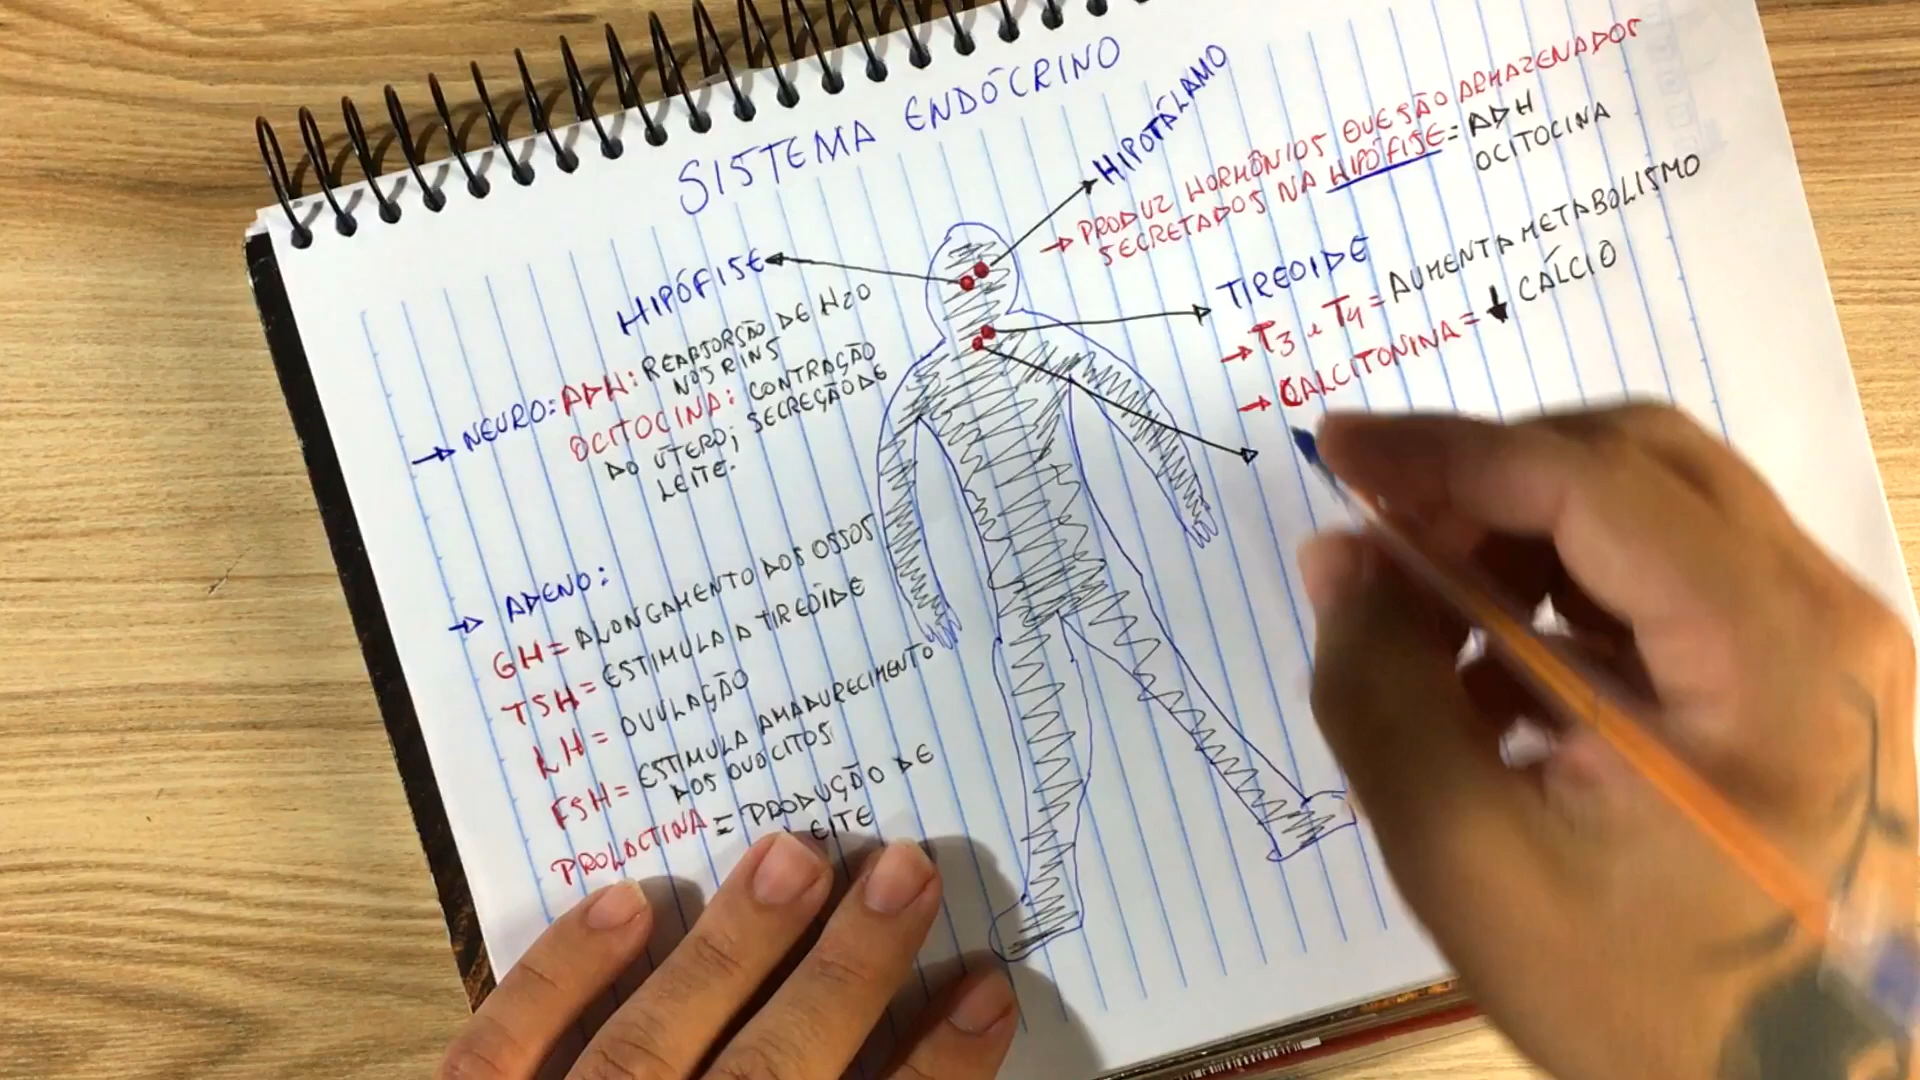 SISTEMA ENDÓCRINO
HIPOTÁLAMO
→ PRODUZ HORMÔNIOS QUE SÃO ARMAZENADOS
SECRETADOS NA HIPÓFISE = ADH
OCITOCINA
HIPÓFISE
→ NEURO: ADH: REABSORSÃO DE H2O
NOS RINS
OCITOCINA: CONTRAÇÃO
DO ÚTERO; SECREÇÃO DE
LEITE.
→ ADENO:
GH = ALONGAMENTO DOS OSSOS
TSH = ESTIMULA A TIREÓIDE
LH = OVULAÇÃO
FSH = ESTIMULA AMADURECIMENTO
DOS OVÓCITOS
PROLACTINA = PRODUÇÃO DE
LEITE
TIREOIDE
→ T3 e T4 = AUMENTA METABOLISMO
→ CALCITONINA = ↓ CÁLCIO